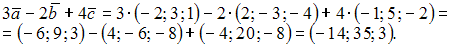 3a̅ − 2b̅ + 4c̅ = 3·(−2;3;1) − 2·(2;−3;−4) + 4·(−1;5;−2) =
= (−6;9;3) − (4;−6;−8) + (−4;20;−8) = (−14;35;3).